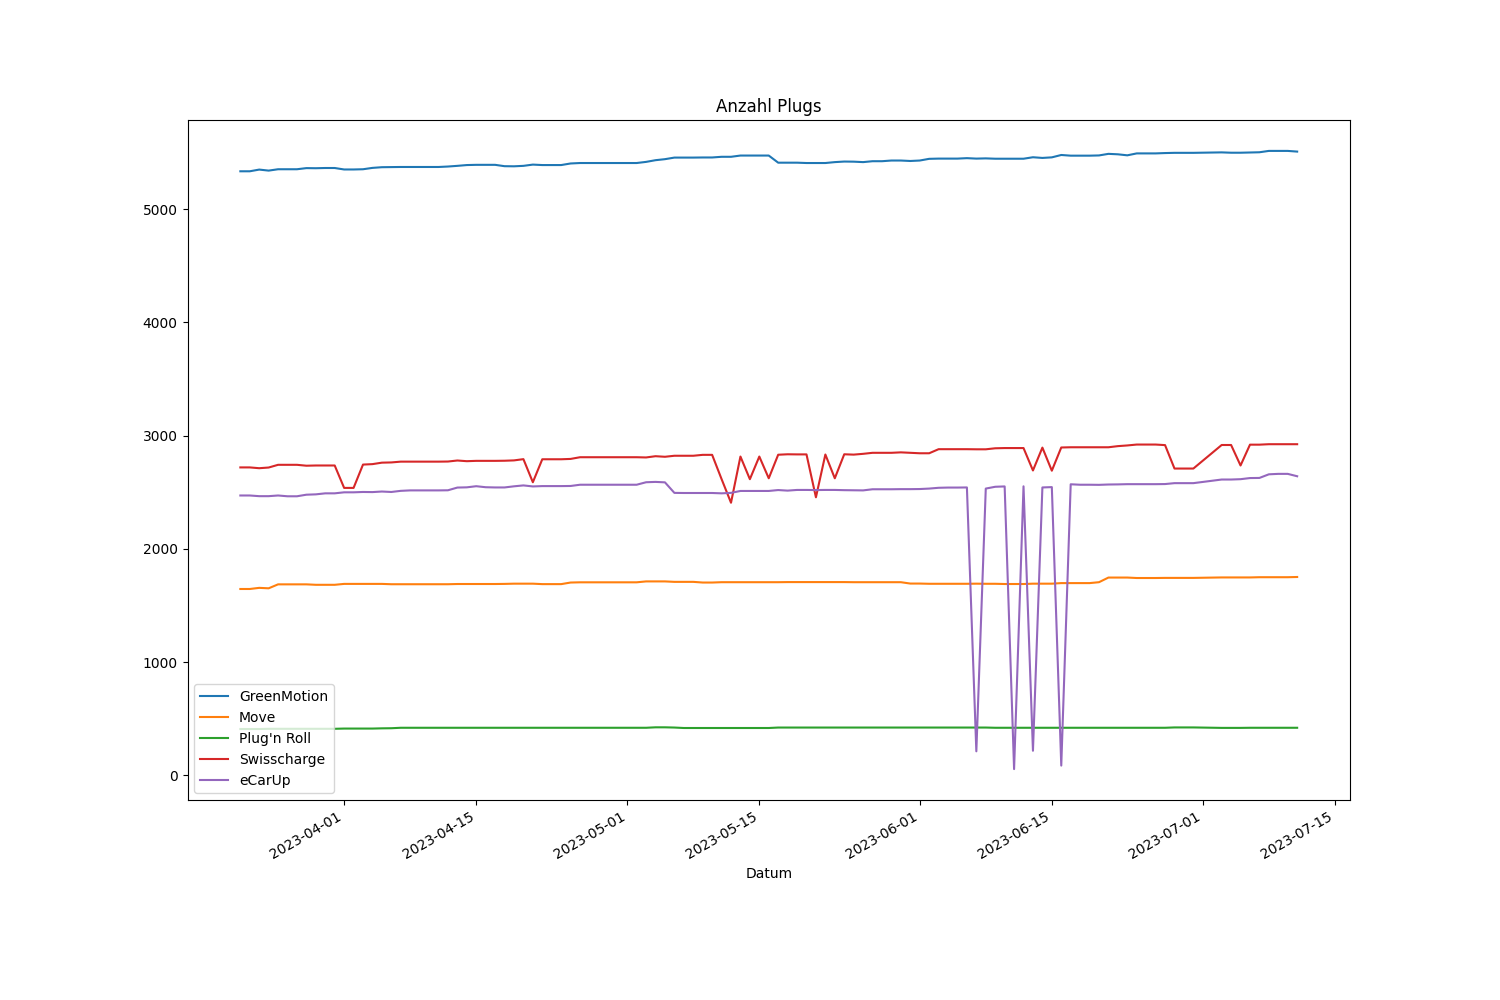 Anzahl Plugs
5000
4000
3000
2000
1000
0
GreenMotion
Move
Plug'n Roll
Swisscharge
eCarUp
2023-04-01
2023-04-15
2023-05-01
2023-05-15
2023-06-01
2023-06-15
2023-07-01
2023-07-15
Datum